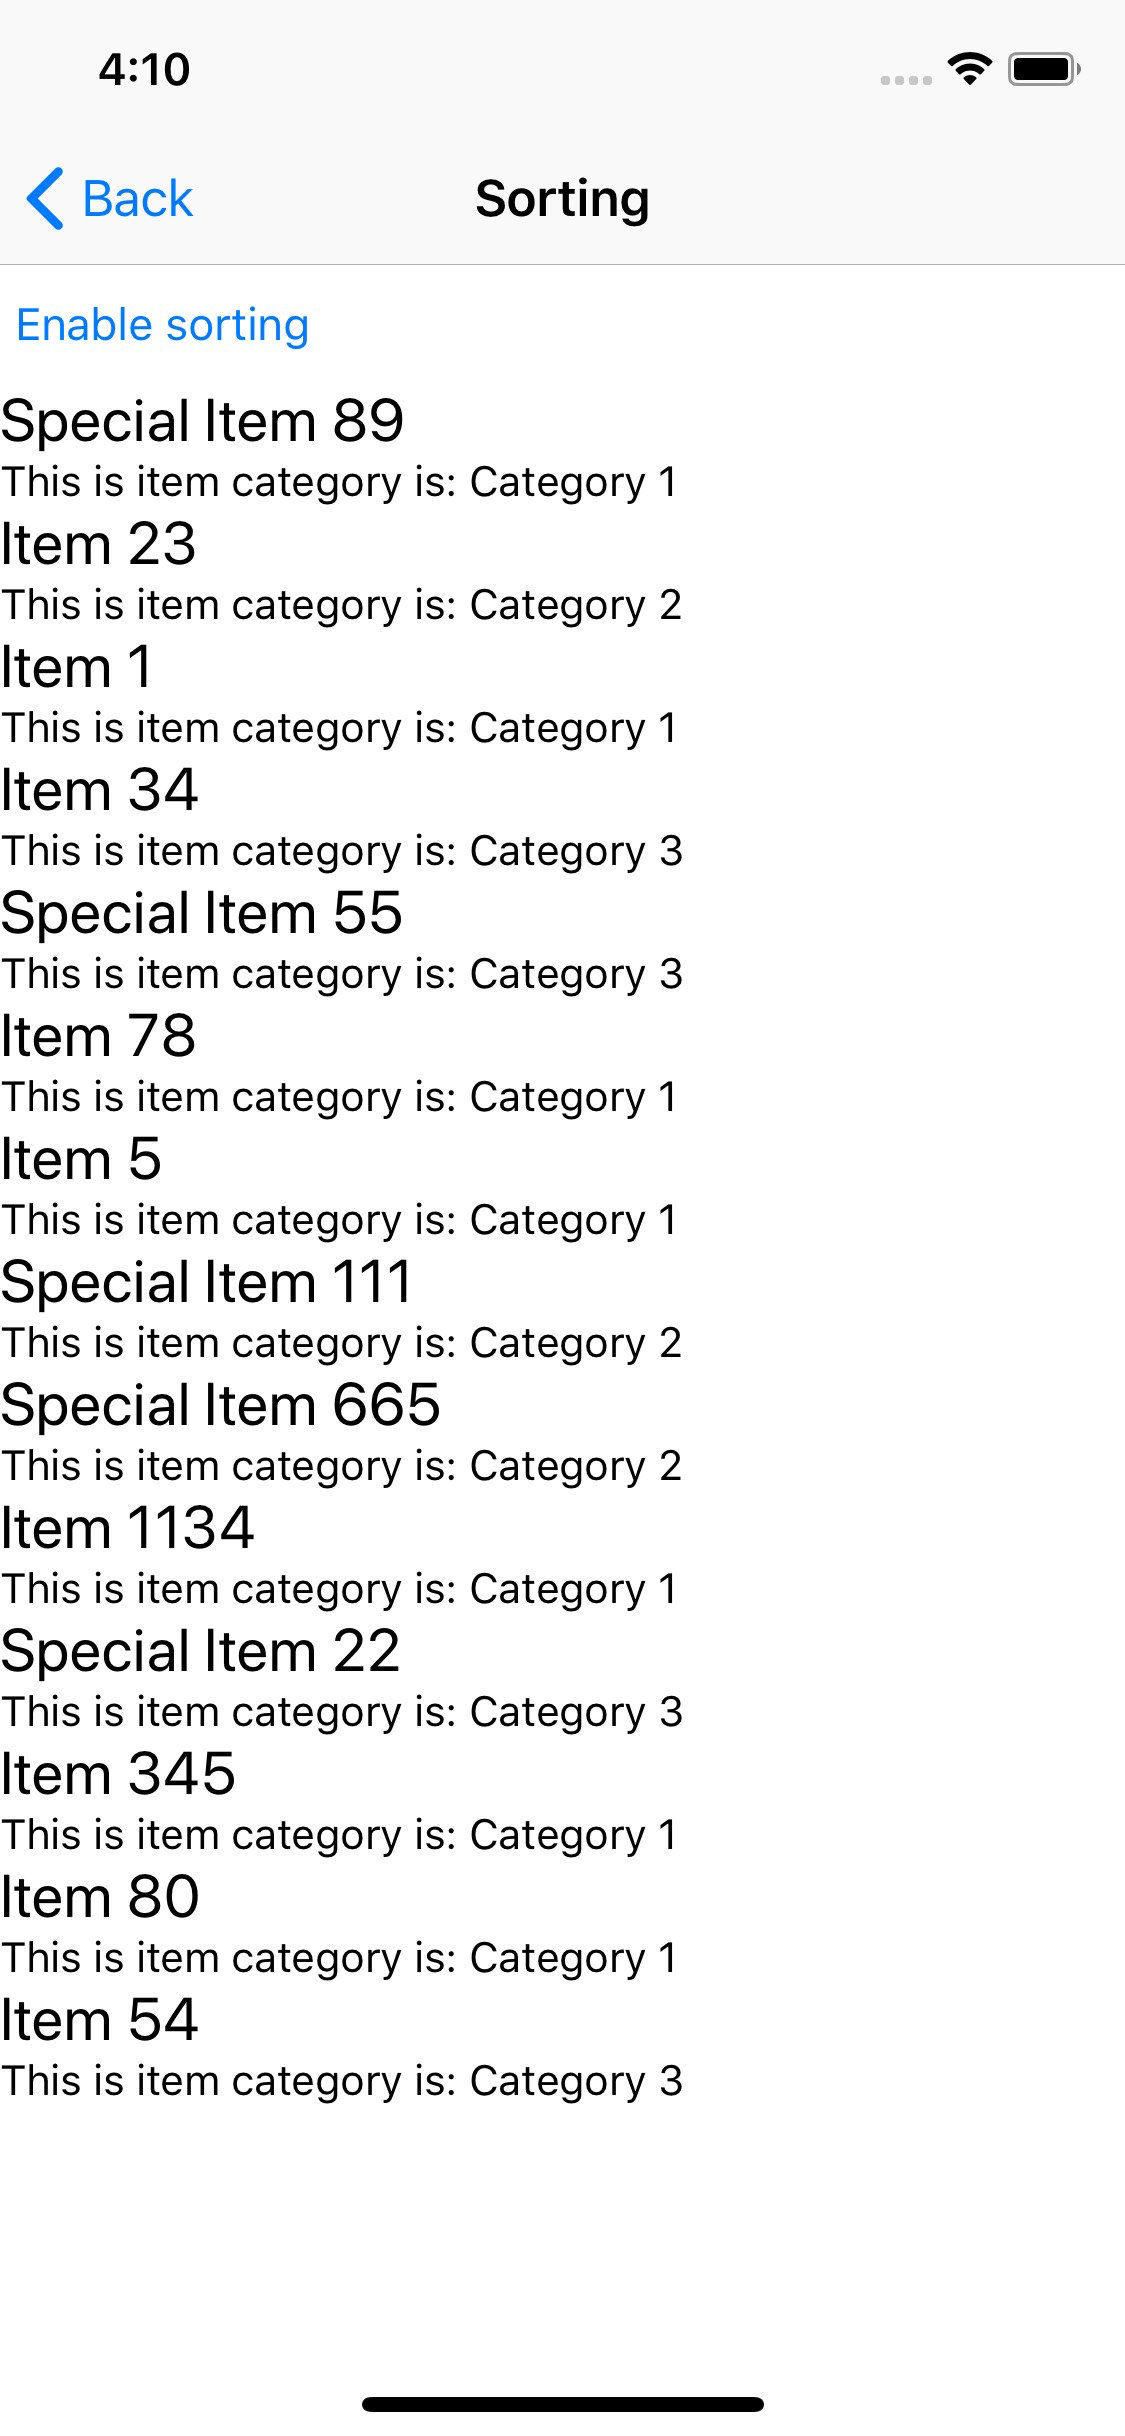 4:10
Back
Sorting
Enable sorting
Special Item 89
This is item category is: Category 1
Item 23
This is item category is: Category 2
Item 1
This is item category is: Category 1
Item 34
This is item category is: Category 3
Special Item 55
This is item category is: Category 3
Item 78
This is item category is: Category 1
Item 5
This is item category is: Category 1
Special Item 111
This is item category is: Category 2
Special Item 665
This is item category is: Category 2
Item 1134
This is item category is: Category 1
Special Item 22
This is item category is: Category 3
Item 345
This is item category is: Category 1
Item 80
This is item category is: Category 1
Item 54
This is item category is: Category 3